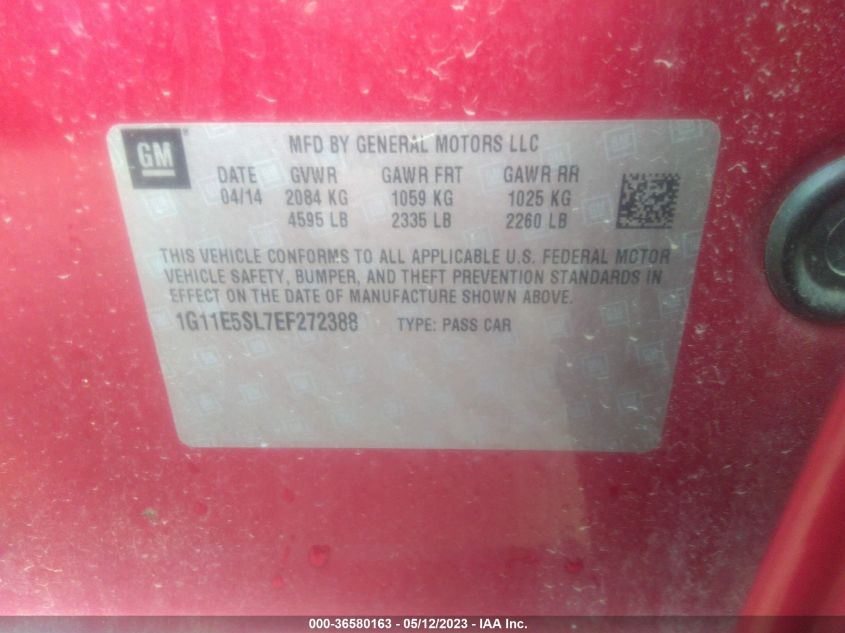 GM
MFD BY GENERAL MOTORS LLC
DATE GVWR GAWR FRT GAWR RR
04/14 2084 KG 1059 KG 1025 KG
4595 LB 2335 LB 2260 LB
THIS VEHICLE CONFORMS TO ALL APPLICABLE U.S. FEDERAL MOTOR
VEHICLE SAFETY, BUMPER, AND THEFT PREVENTION STANDARDS IN
EFFECT ON THE DATE OF MANUFACTURE SHOWN ABOVE.
1G11E5SL7EF272388 TYPE: PASS CAR
000-36580163 - 05/12/2023 - IAA Inc.